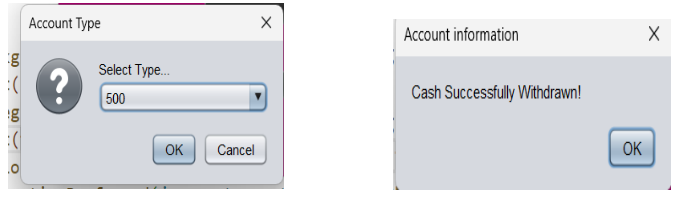 Account Type
Select Type...
500
OK
Cancel
Account information
Cash Successfully Withdrawn!
OK